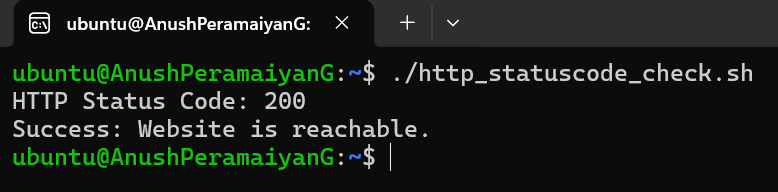 ubuntu@AnushPeramaiyanG:
ubuntu@AnushPeramaiyanG:~$ ./http_statuscode_check.sh
HTTP Status Code: 200
Success: Website is reachable.
ubuntu@AnushPeramaiyanG:~$